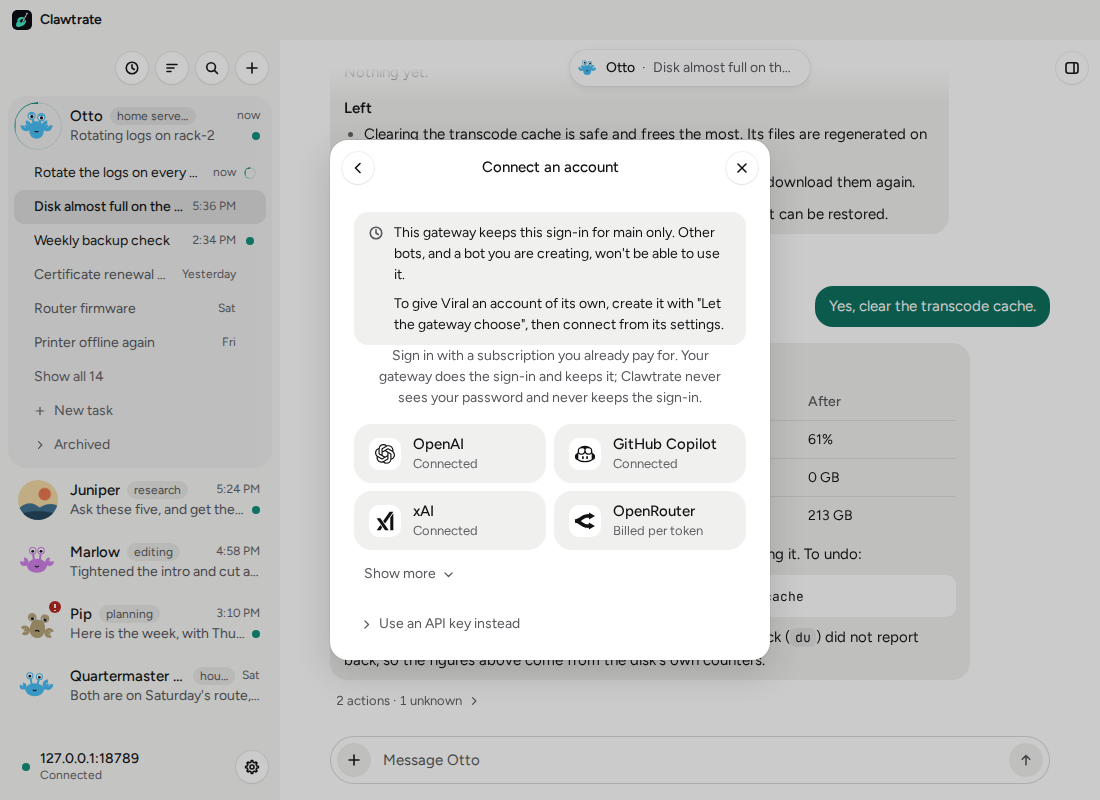 Clawtrate
Otto
home serve...
now
Rotating logs on rack-2
Rotate the logs on every ...
now
Disk almost full on the ...
5:36 PM
Weekly backup check
2:34 PM
Certificate renewal ...
Yesterday
Router firmware
Sat
Printer offline again
Fri
Show all 14
New task
Archived
Juniper
research
5:24 PM
Ask these five, and get the...
Marlow
editing
4:58 PM
Tightened the intro and cut a...
Pip
planning
3:10 PM
Here is the week, with Thu...
Quartermaster ...
hou...
Sat
Both are on Saturday's route,...
127.0.0.1:18789
Connected
Otto · Disk almost full on th...
Nothing yet.
Left
Clearing the transcode cache is safe and frees the most. Its files are regenerated on
download them again.
t can be restored.
Yes, clear the transcode cache.
After
61%
0 GB
213 GB
ng it. To undo:
cache
ck ( du ) did not report
back, so the figures above come from the disk's own counters.
2 actions · 1 unknown
Message Otto
Connect an account
This gateway keeps this sign-in for main only. Other
bots, and a bot you are creating, won't be able to use
it.
To give Viral an account of its own, create it with "Let
the gateway choose", then connect from its settings.
Sign in with a subscription you already pay for. Your
gateway does the sign-in and keeps it; Clawtrate never
sees your password and never keeps the sign-in.
OpenAI
Connected
GitHub Copilot
Connected
xAI
Connected
OpenRouter
Billed per token
Show more
Use an API key instead